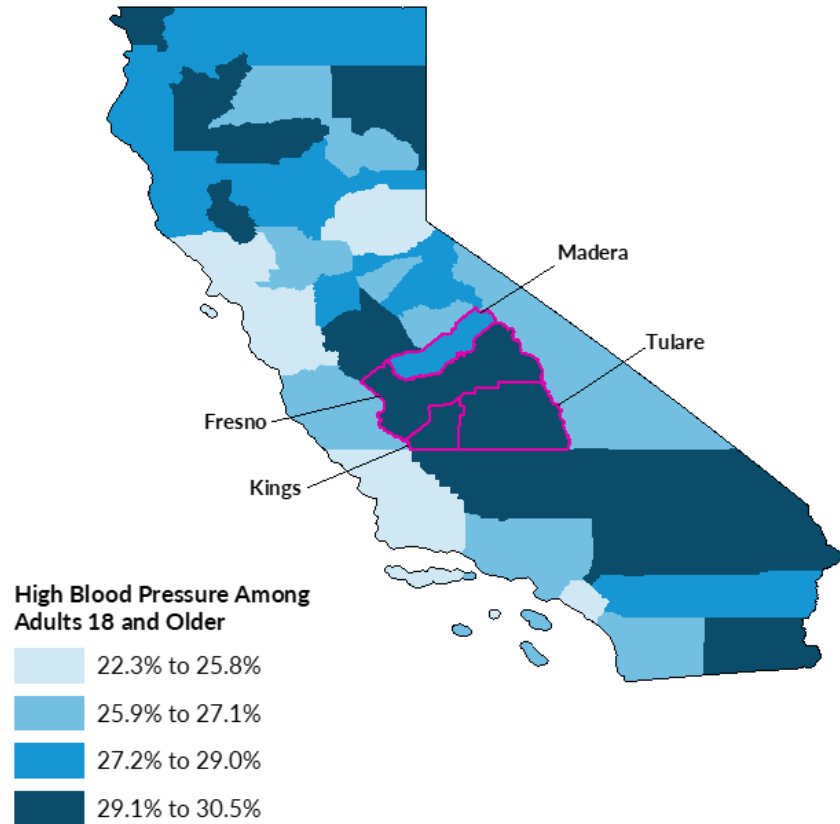 Madera
Tulare
Fresno
Kings
High Blood Pressure Among
Adults 18 and Older
22.3% to 25.8%
25.9% to 27.1%
27.2% to 29.0%
29.1% to 30.5%